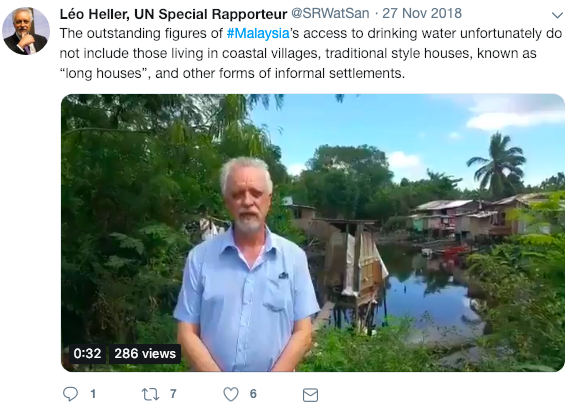 Léo Heller, UN Special Rapporteur @SRWatSan · 27 Nov 2018
The outstanding figures of #Malaysia's access to drinking water unfortunately do
not include those living in coastal villages, traditional style houses, known as
“long houses”, and other forms of informal settlements.
0:32 286 views
1 7 6